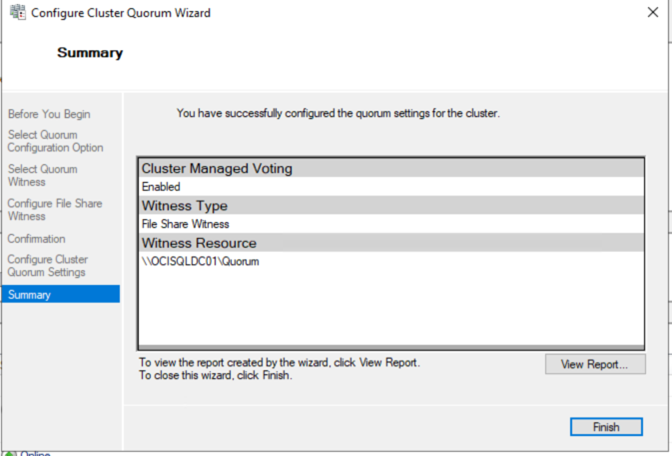 Configure Cluster Quorum Wizard
Summary
Before You Begin
Select Quorum
Configuration Option
Select Quorum
Witness
Configure File Share
Witness
Confirmation
Configure Cluster
Quorum Settings
Summary
You have successfully configured the quorum settings for the cluster.
Cluster Managed Voting
Enabled
Witness Type
File Share Witness
Witness Resource
\\OCISQLDC01\Quorum
To view the report created by the wizard, click View Report.
To close this wizard, click Finish.
View Report...
Finish
Online